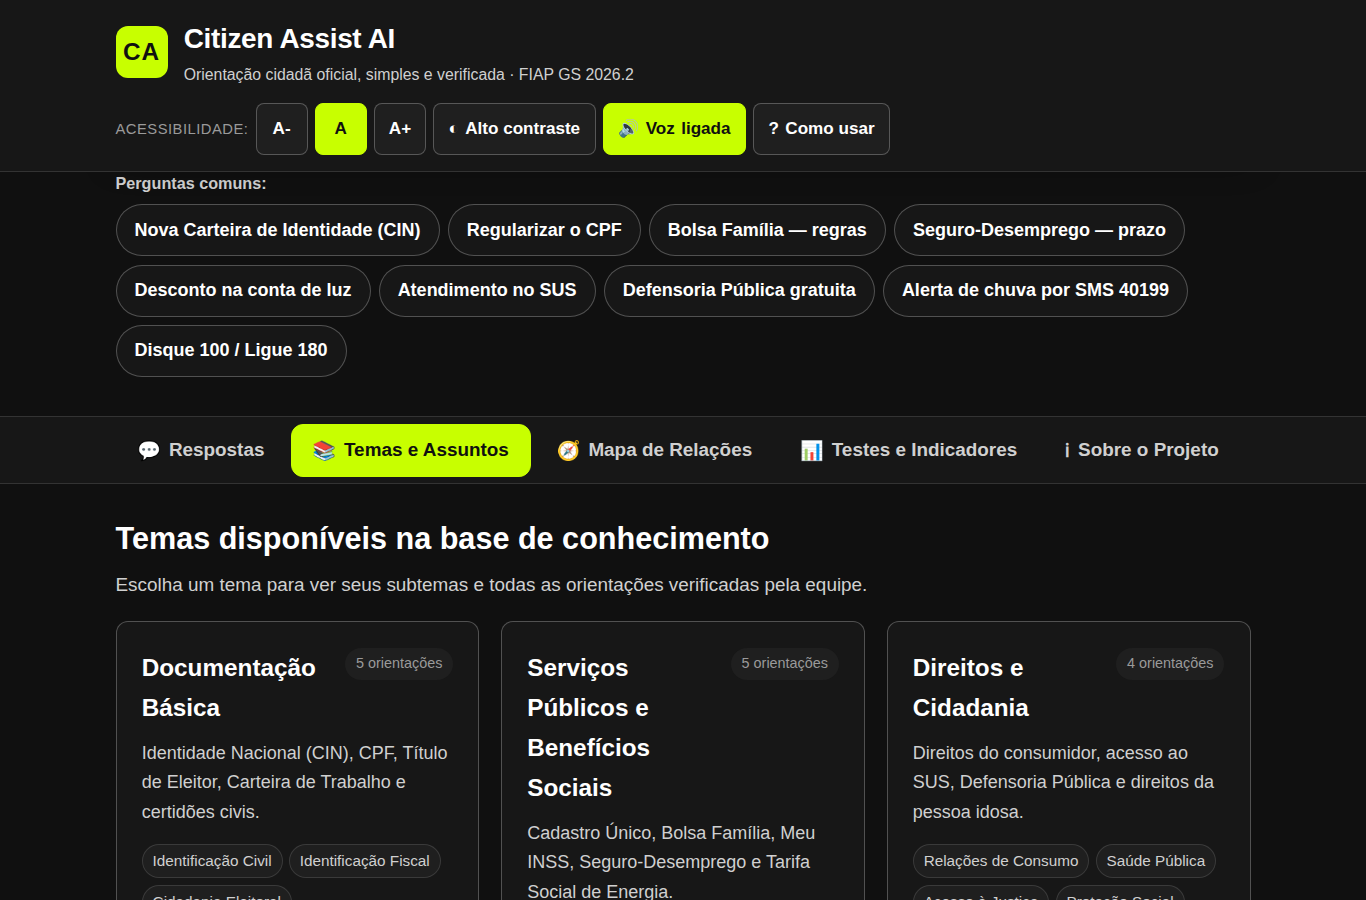 CA
Citizen Assist AI
Orientação cidadã oficial, simples e verificada · FIAP GS 2026.2
ACESSIBILIDADE:
A-
A
A+
Alto contraste
Voz ligada
? Como usar
Perguntas comuns:
Nova Carteira de Identidade (CIN)
Regularizar o CPF
Bolsa Família — regras
Seguro-Desemprego — prazo
Desconto na conta de luz
Atendimento no SUS
Defensoria Pública gratuita
Alerta de chuva por SMS 40199
Disque 100 / Ligue 180
Respostas
Temas e Assuntos
Mapa de Relações
Testes e Indicadores
i Sobre o Projeto
Temas disponíveis na base de conhecimento
Escolha um tema para ver seus subtemas e todas as orientações verificadas pela equipe.
Documentação
Básica
5 orientações
Identidade Nacional (CIN), CPF, Título
de Eleitor, Carteira de Trabalho e
certidões civis.
Identificação Civil
Identificação Fiscal
Cidadania Eleitoral
Serviços
Públicos e
Benefícios
Sociais
5 orientações
Cadastro Único, Bolsa Família, Meu
INSS, Seguro-Desemprego e Tarifa
Social de Energia.
Direitos e
Cidadania
4 orientações
Direitos do consumidor, acesso ao
SUS, Defensoria Pública e direitos da
pessoa idosa.
Relações de Consumo
Saúde Pública
Acesso à Justiça
Proteção Social